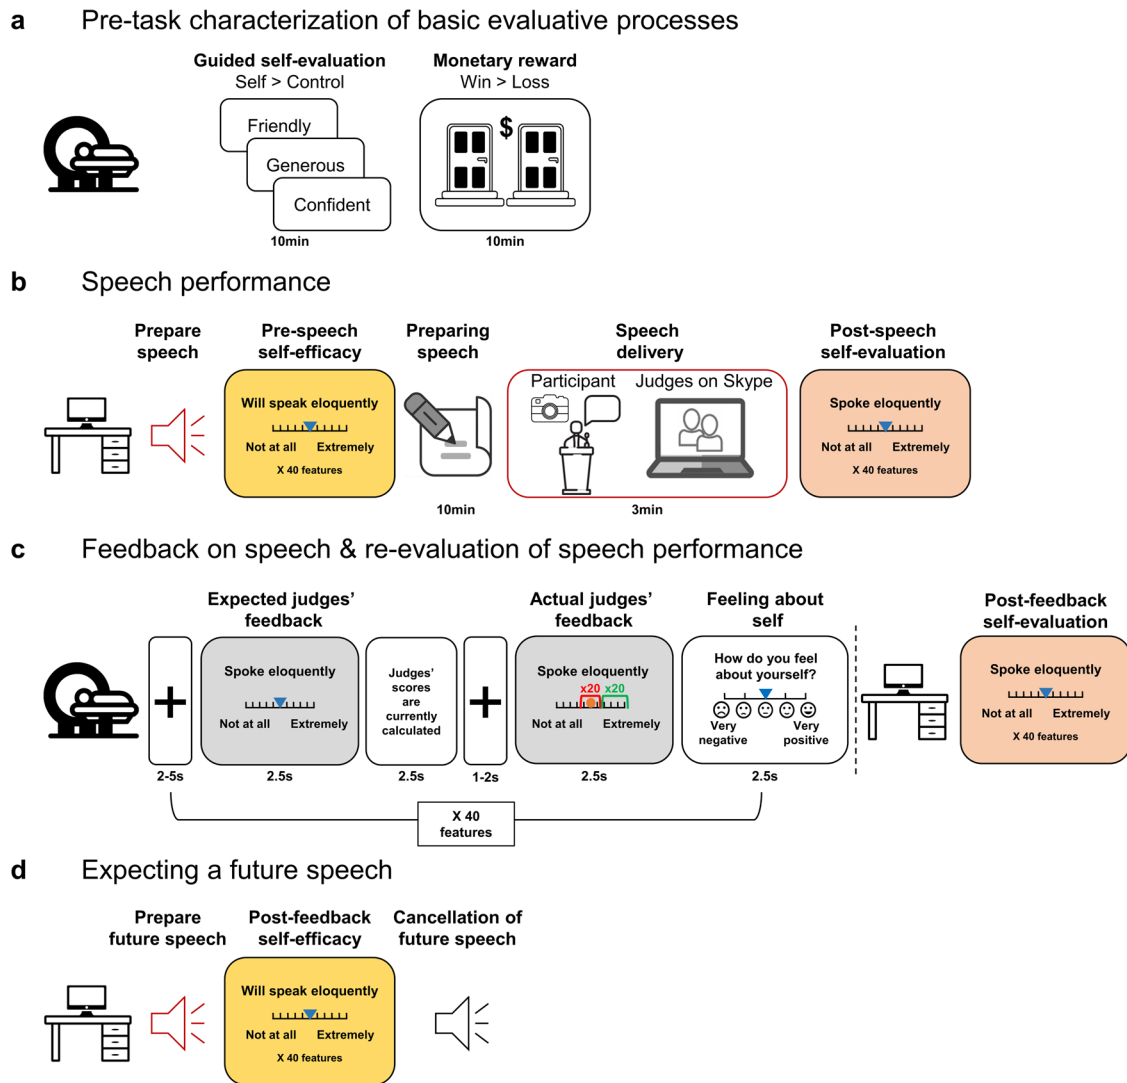 a Pre-task characterization of basic evaluative processes
Guided self-evaluation
Self > Control
Friendly
Generous
Confident
10min
Monetary reward
Win > Loss
$
10min
b Speech performance
Prepare
speech
Pre-speech
self-efficacy
Will speak eloquently
Not at all Extremely
X 40 features
Preparing
speech
10min
Speech
delivery
Participant Judges on Skype
3min
Post-speech
self-evaluation
Spoke eloquently
Not at all Extremely
X 40 features
c Feedback on speech & re-evaluation of speech performance
2-5s
Expected judges'
feedback
Spoke eloquently
Not at all Extremely
2.5s
Judges'
scores
are
currently
calculated
2.5s
1-2s
Actual judges'
feedback
Spoke eloquently
x20 x20
Not at all Extremely
2.5s
Feeling about
self
How do you feel
about yourself?
Very
negative
Very
positive
2.5s
X 40
features
Post-feedback
self-evaluation
Spoke eloquently
Not at all Extremely
X 40 features
d Expecting a future speech
Prepare
future speech
Post-feedback
self-efficacy
Will speak eloquently
Not at all Extremely
X 40 features
Cancellation of
future speech